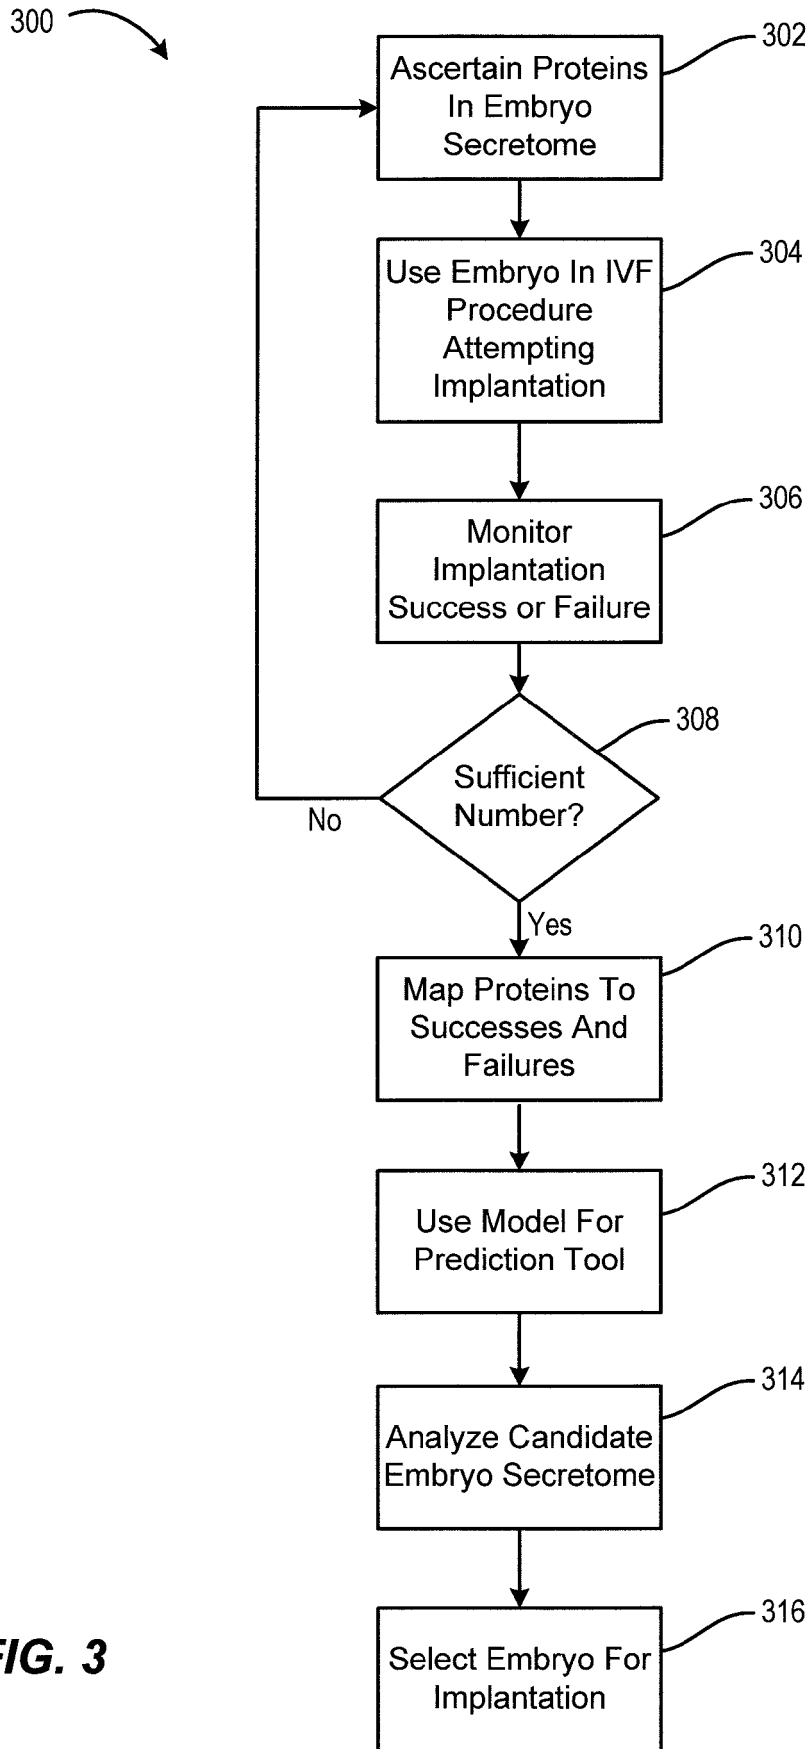 300
302
Ascertain Proteins
In Embryo
Secretome
304
Use Embryo In IVF
Procedure
Attempting
Implantation
306
Monitor
Implantation
Success or Failure
308
Sufficient
Number?
No
Yes
310
Map Proteins To
Successes And
Failures
312
Use Model For
Prediction Tool
314
Analyze Candidate
Embryo Secretome
316
Select Embryo For
Implantation
FIG. 3